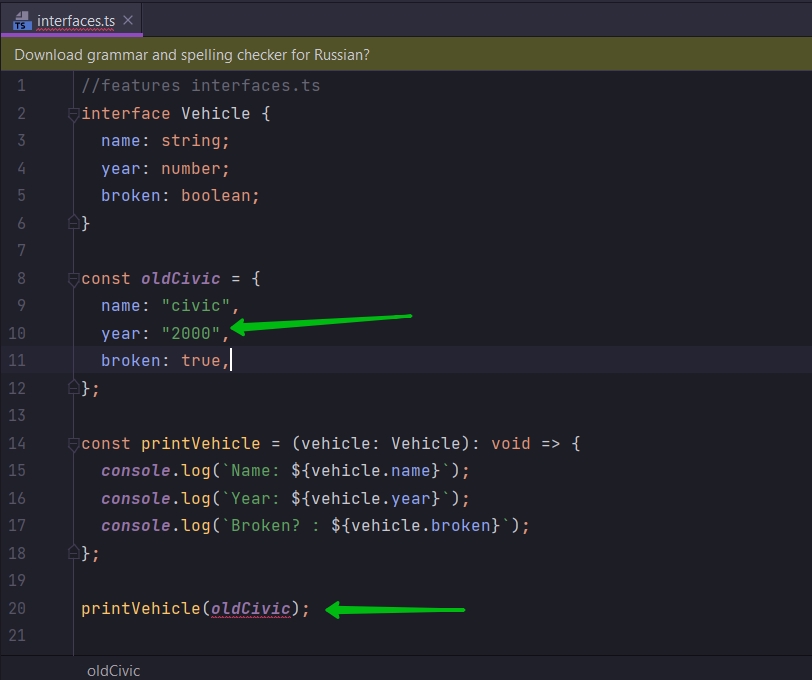 TS interfaces.ts
Download grammar and spelling checker for Russian?
1 //features interfaces.ts
2 interface Vehicle {
3 name: string;
4 year: number;
5 broken: boolean;
6 }
7
8 const oldCivic = {
9 name: "civic",
10 year: "2000",
11 broken: true,
12 };
13
14 const printVehicle = (vehicle: Vehicle): void => {
15 console.log(`Name: ${vehicle.name}`);
16 console.log(`Year: ${vehicle.year}`);
17 console.log(`Broken? : ${vehicle.broken}`);
18 };
19
20 printVehicle(oldCivic);
21
oldCivic